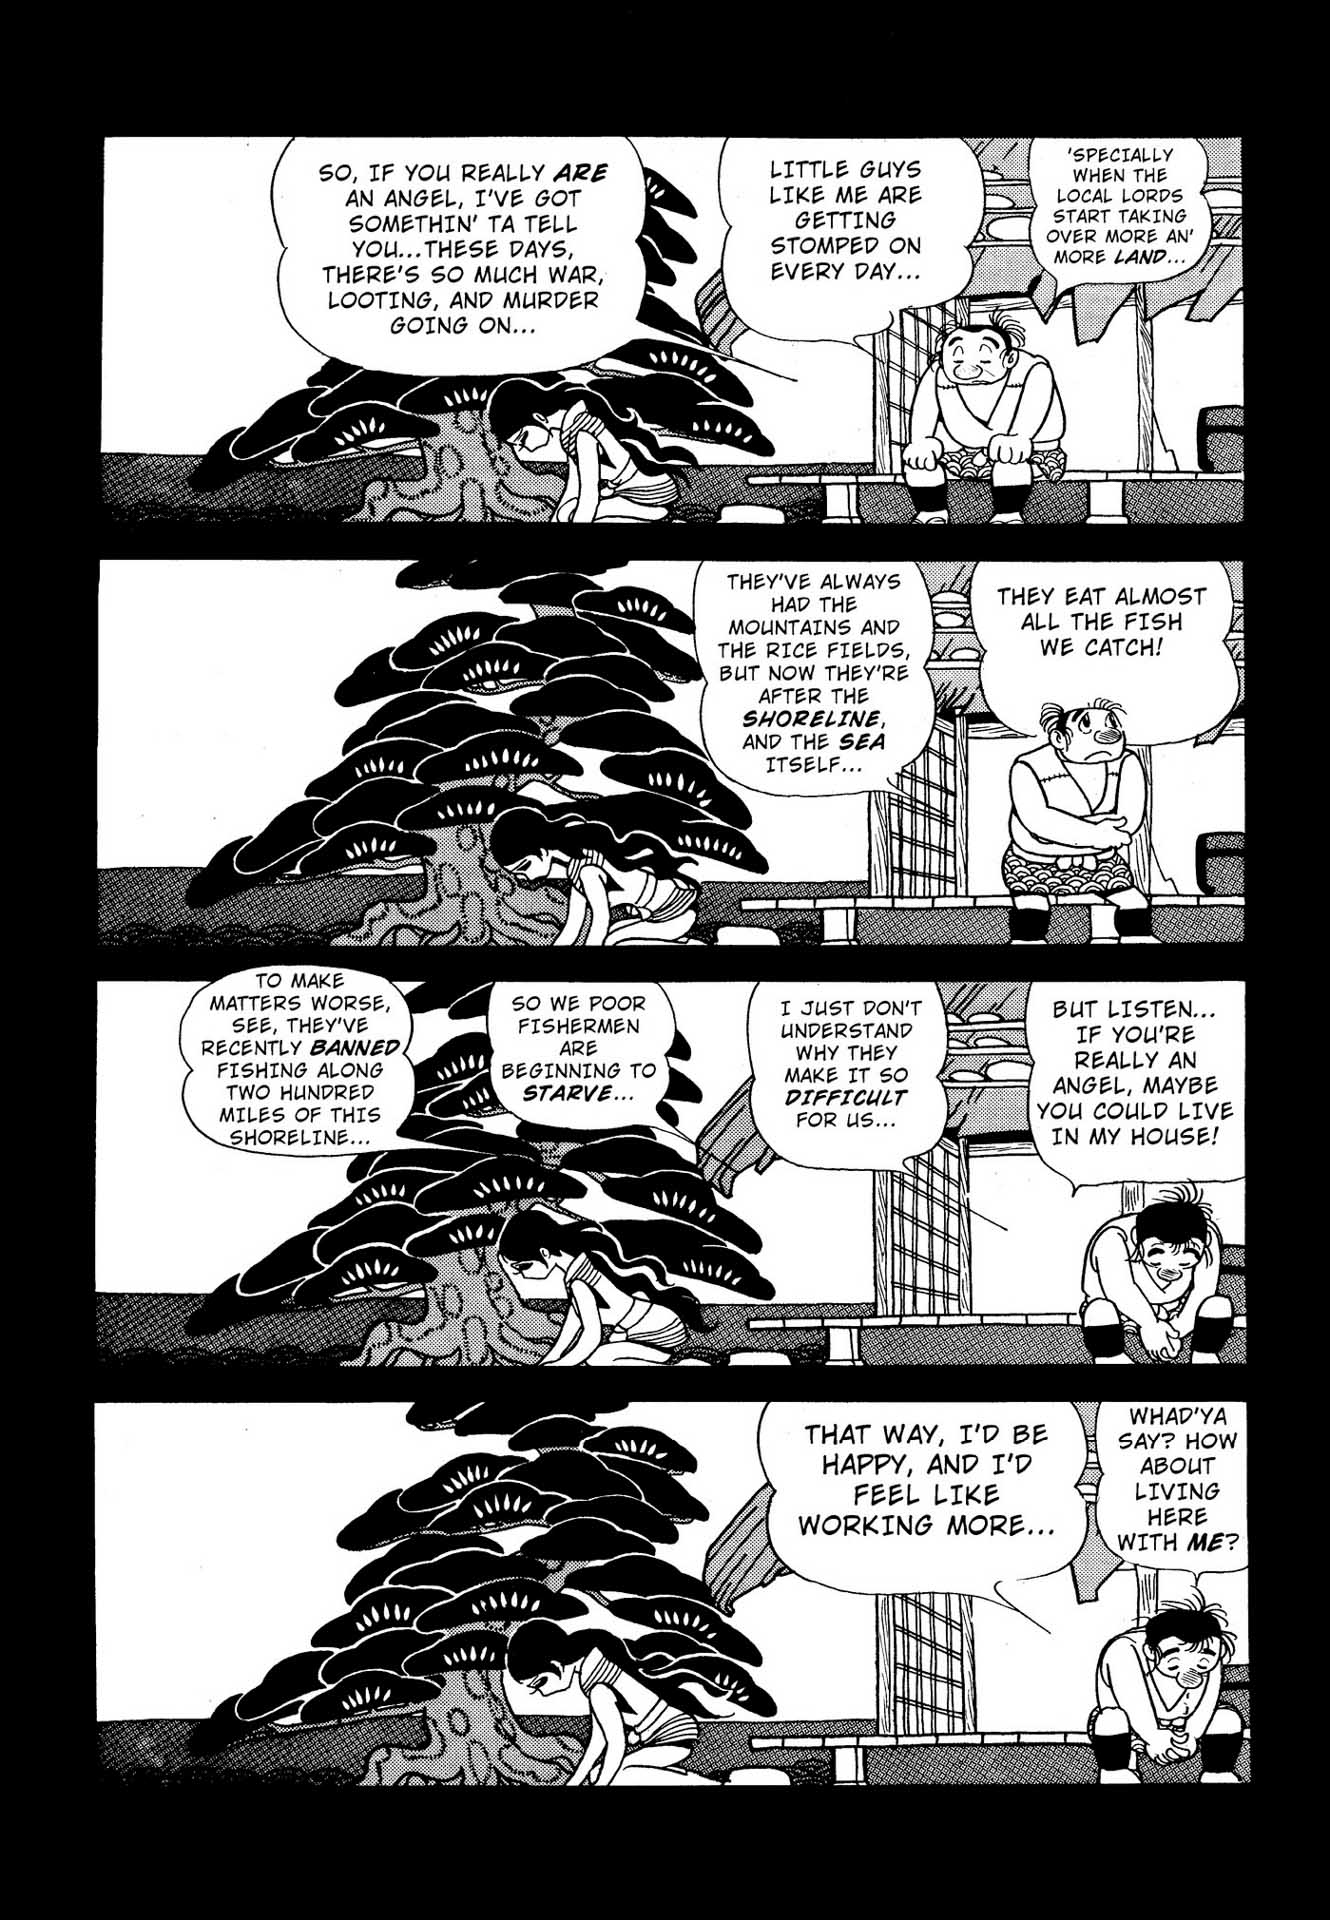 SO, IF YOU REALLY ARE
AN ANGEL, I'VE GOT
SOMETHIN' TA TELL
YOU...THESE DAYS,
THERE'S SO MUCH WAR,
LOOTING, AND MURDER
GOING ON...
LITTLE GUYS
LIKE ME ARE
GETTING
STOMPED ON
EVERY DAY...
'SPECIALLY
WHEN THE
LOCAL LORDS
START TAKING
OVER MORE AN'
MORE LAND...
THEY'VE ALWAYS
HAD THE
MOUNTAINS AND
THE RICE FIELDS,
BUT NOW THEY'RE
AFTER THE
SHORELINE,
AND THE SEA
ITSELF...
THEY EAT ALMOST
ALL THE FISH
WE CATCH!
TO MAKE
MATTERS WORSE,
SEE, THEY'VE
RECENTLY BANNED
FISHING ALONG
TWO HUNDRED
MILES OF THIS
SHORELINE...
SO WE POOR
FISHERMEN
ARE
BEGINNING TO
STARVE...
I JUST DON'T
UNDERSTAND
WHY THEY
MAKE IT SO
DIFFICULT
FOR US...
BUT LISTEN...
IF YOU'RE
REALLY AN
ANGEL, MAYBE
YOU COULD LIVE
IN MY HOUSE!
THAT WAY, I'D BE
HAPPY, AND I'D
FEEL LIKE
WORKING MORE...
WHAD'YA
SAY? HOW
ABOUT
LIVING
HERE
WITH ME?